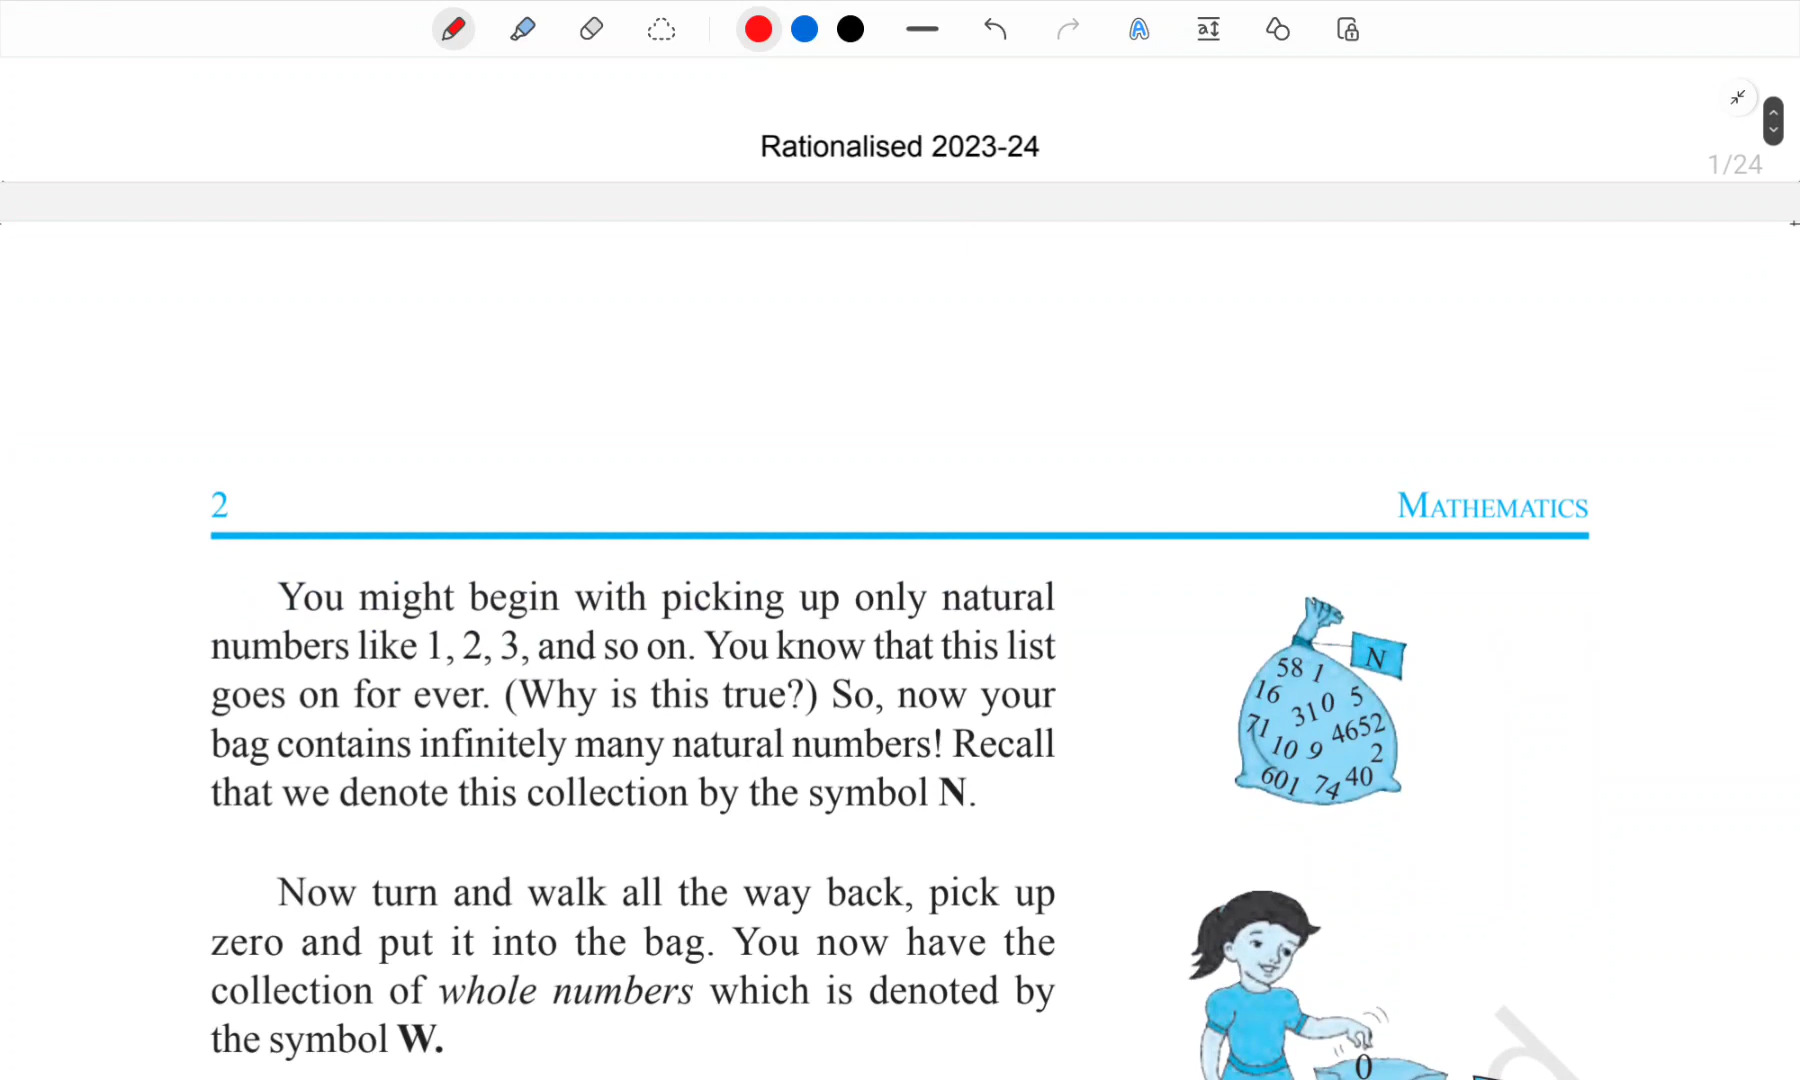 Rationalised 2023-24
1/24
2
MATHEMATICS
You might begin with picking up only natural
numbers like 1, 2, 3, and so on. You know that this list
goes on for ever. (Why is this true?) So, now your
bag contains infinitely many natural numbers! Recall
that we denote this collection by the symbol N.
N
58 1
16 310 5
71 4652
10 9 2
601 74 40
Now turn and walk all the way back, pick up
zero and put it into the bag. You now have the
collection of whole numbers which is denoted by
the symbol W.
0